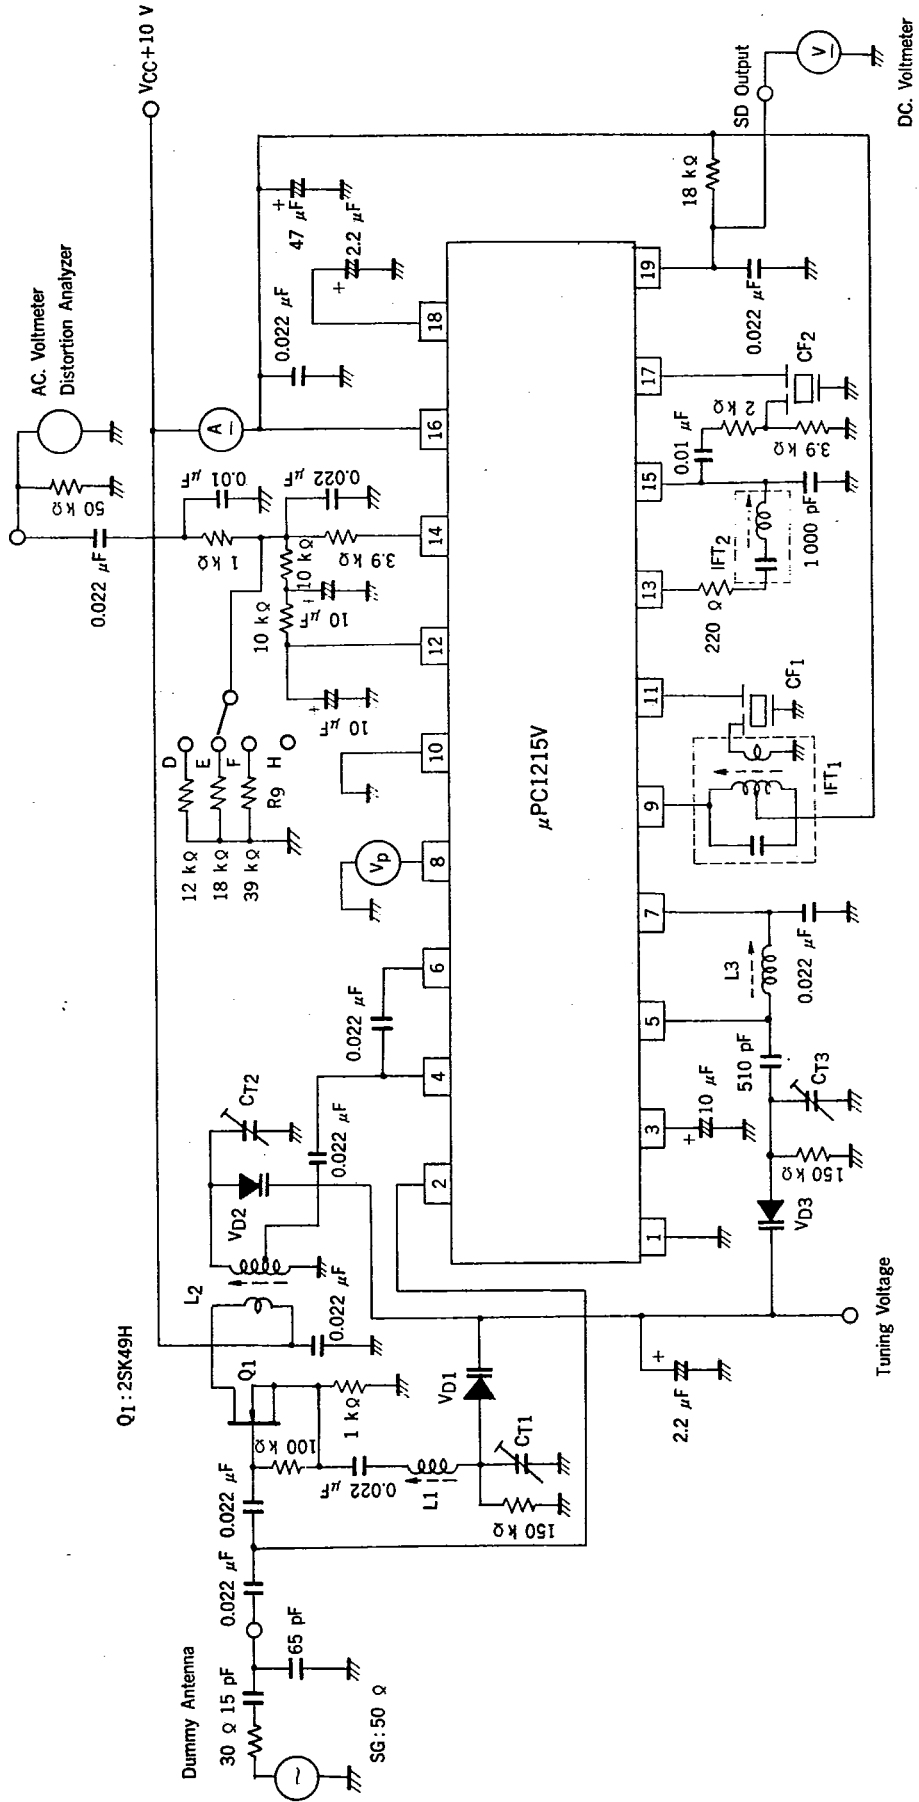 Q1:2SK49H
Dummy Antenna
30 Ω
15 pF
65 pF
SG:50 Ω
0.022 μF
0.022 μF
100 kΩ
Q1
1 kΩ
0.022 μF
L1
150 kΩ
CT1
VD1
L2
0.022 μF
VD2
CT2
0.022 μF
0.022 μF
2.2 μF
+
Tuning Voltage
VD3
150 kΩ
CT3
510 pF
L3
0.022 μF
10 μF
+
μPC1215V
1
2
3
4
5
6
7
8
9
10
11
12
13
14
15
16
17
18
19
VP
12 kΩ
18 kΩ
39 kΩ
R9
D
E
F
H
10 μF
+
10 kΩ
10 μF
+
10 kΩ
3.9 kΩ
0.022 μF
1 kΩ
0.01 μF
0.022 μF
50 kΩ
AC. Voltmeter
Distortion Analyzer
A
VCC+10 V
0.022 μF
47 μF
+
2.2 μF
+
IFT1
CF1
220 Ω
IFT2
1 000 pF
0.01 μF
2 kΩ
3.9 kΩ
CF2
0.022 μF
18 kΩ
SD Output
V
DC. Voltmeter